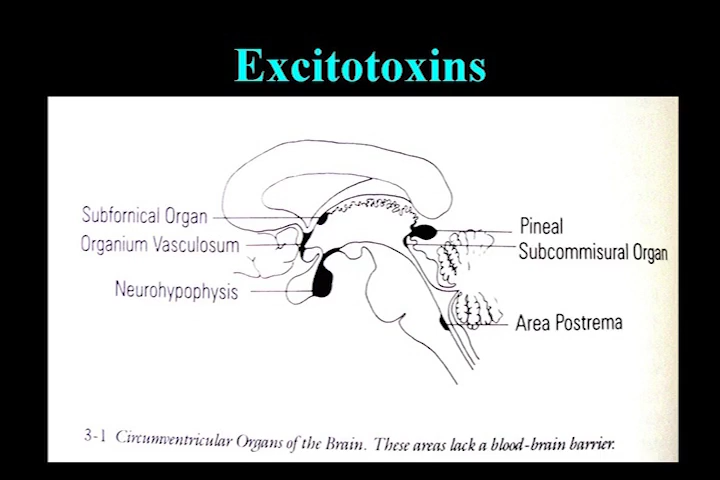 Excitotoxins
Subfornical Organ
Organium Vasculosum
Neurohypophysis
Pineal
Subcommisural Organ
Area Postrema
3-1 Circumventricular Organs of the Brain. These areas lack a blood-brain barrier.